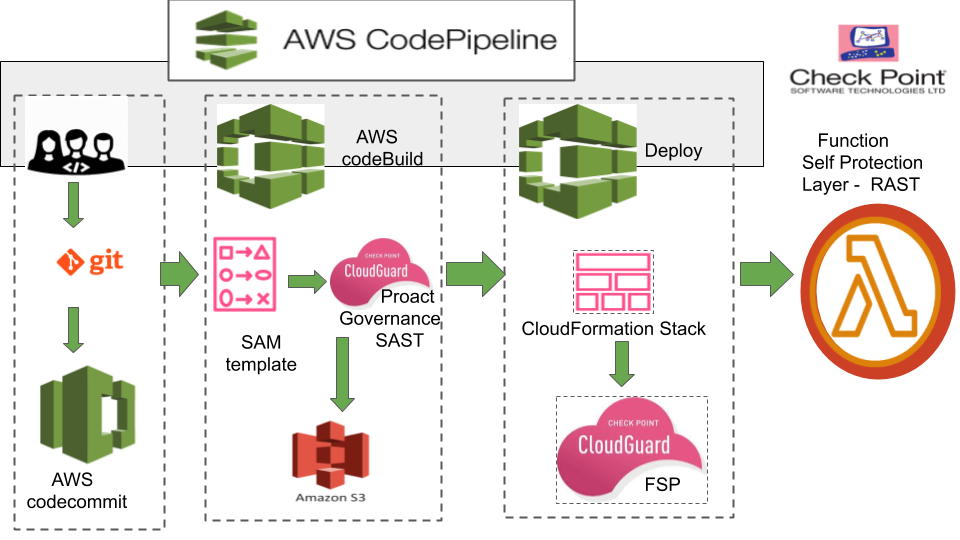 AWS CodePipeline
Check Point
SOFTWARE TECHNOLOGIES LTD
AWS
codeBuild
Deploy
Function
Self Protection
Layer - RAST
git
CHECK POINT
CloudGuard
Proact
Governance
SAST
SAM
template
CloudFormation Stack
CHECK POINT
CloudGuard
FSP
AWS
codecommit
Amazon S3